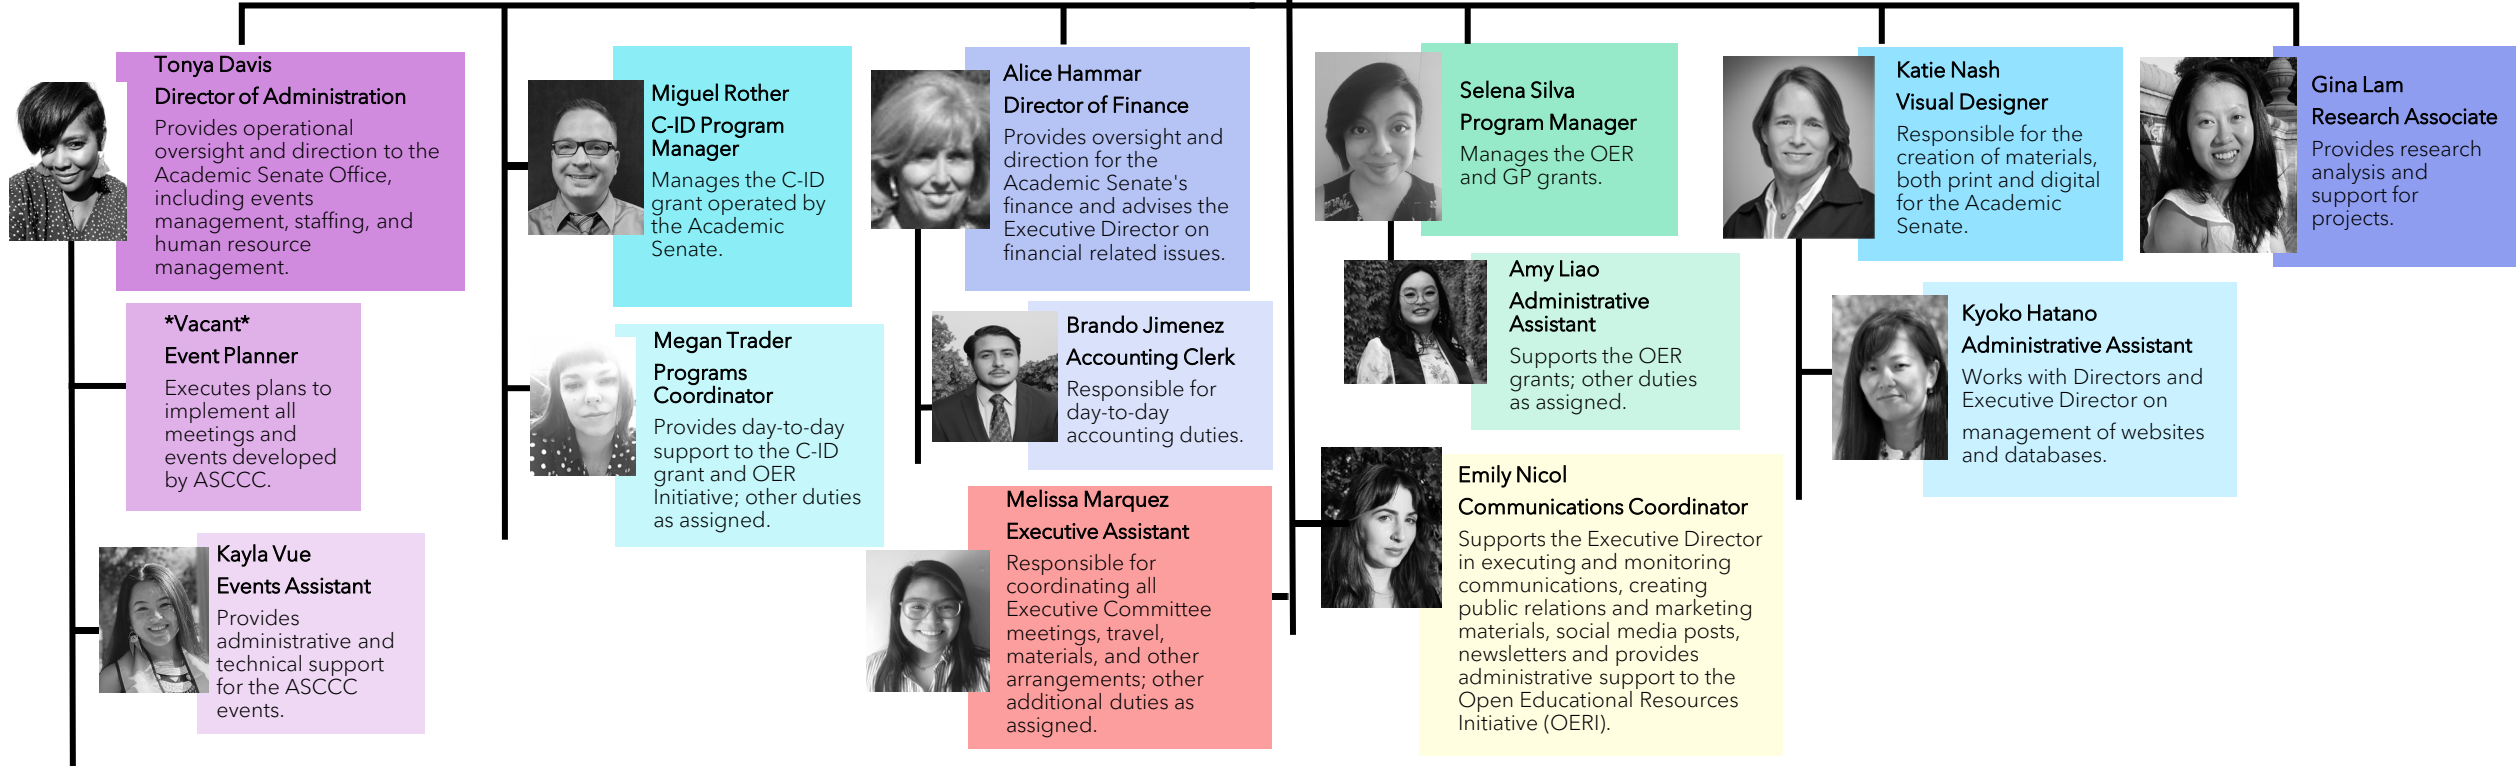 Tonya Davis
Director of Administration
Provides operational
oversight and direction to the
Academic Senate Office,
including events
management, staffing, and
human resource
management.
*Vacant*
Event Planner
Executes plans to
implement all
meetings and
events developed
by ASCCC.
Kayla Vue
Events Assistant
Provides
administrative and
technical support
for the ASCCC
events.
Miguel Rother
C-ID Program
Manager
Manages the C-ID
grant operated by
the Academic
Senate.
Megan Trader
Programs
Coordinator
Provides day-to-day
support to the C-ID
grant and OER
Initiative; other duties
as assigned.
Alice Hammar
Director of Finance
Provides oversight and
direction for the
Academic Senate's
finance and advises the
Executive Director on
financial related issues.
Brando Jimenez
Accounting Clerk
Responsible for
day-to-day
accounting duties.
Melissa Marquez
Executive Assistant
Responsible for
coordinating all
Executive Committee
meetings, travel,
materials, and other
arrangements; other
additional duties as
assigned.
Selena Silva
Program Manager
Manages the OER
and GP grants.
Amy Liao
Administrative
Assistant
Supports the OER
grants; other duties
as assigned.
Emily Nicol
Communications Coordinator
Supports the Executive Director
in executing and monitoring
communications, creating
public relations and marketing
materials, social media posts,
newsletters and provides
administrative support to the
Open Educational Resources
Initiative (OERI).
Katie Nash
Visual Designer
Responsible for the
creation of materials,
both print and digital
for the Academic
Senate.
Kyoko Hatano
Administrative Assistant
Works with Directors and
Executive Director on
management of websites
and databases.
Gina Lam
Research Associate
Provides research
analysis and
support for
projects.